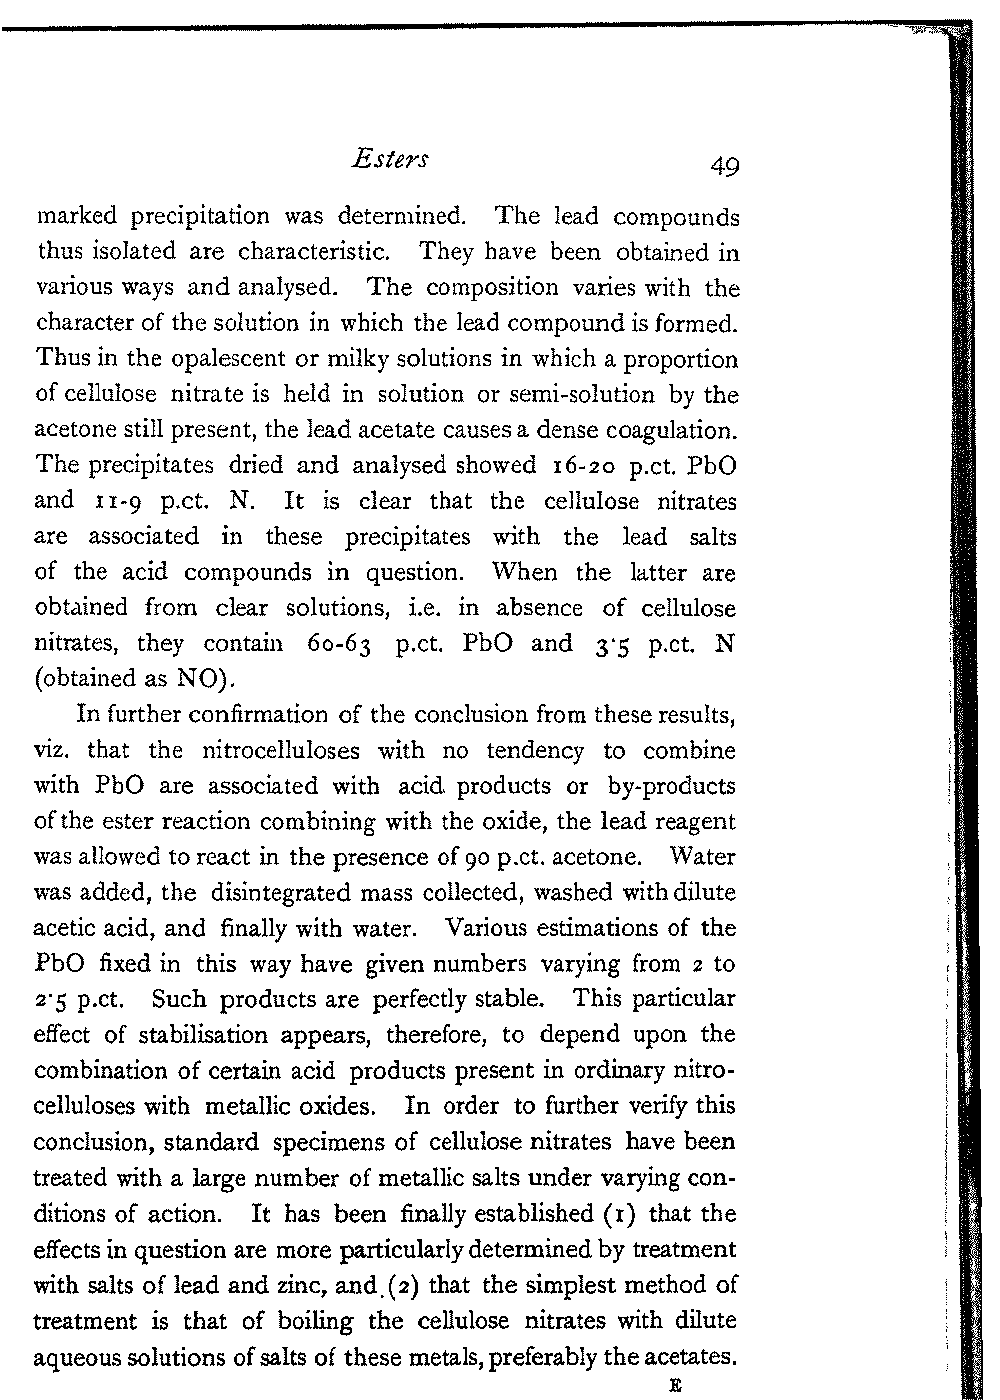 Esters 49
marked precipitation was determined. The lead compounds
thus isolated are characteristic. They have been obtained in
various ways and analysed. The composition varies with the
character of the solution in which the lead compound is formed.
Thus in the opalescent or milky solutions in which a proportion
of cellulose nitrate is held in solution or semi-solution by the
acetone still present, the lead acetate causes a dense coagulation.
The precipitates dried and analysed showed 16-20 p.ct. PbO
and 11-9 p.ct. N. It is clear that the cellulose nitrates
are associated in these precipitates with the lead salts
of the acid compounds in question. When the latter are
obtained from clear solutions, i.e. in absence of cellulose
nitrates, they contain 60-63 p.ct. PbO and 3·5 p.ct. N
(obtained as NO).
In further confirmation of the conclusion from these results,
viz. that the nitrocelluloses with no tendency to combine
with PbO are associated with acid products or by-products
of the ester reaction combining with the oxide, the lead reagent
was allowed to react in the presence of 90 p.ct. acetone. Water
was added, the disintegrated mass collected, washed with dilute
acetic acid, and finally with water. Various estimations of the
PbO fixed in this way have given numbers varying from 2 to
2·5 p.ct. Such products are perfectly stable. This particular
effect of stabilisation appears, therefore, to depend upon the
combination of certain acid products present in ordinary nitro-
celluloses with metallic oxides. In order to further verify this
conclusion, standard specimens of cellulose nitrates have been
treated with a large number of metallic salts under varying con-
ditions of action. It has been finally established (1) that the
effects in question are more particularly determined by treatment
with salts of lead and zinc, and (2) that the simplest method of
treatment is that of boiling the cellulose nitrates with dilute
aqueous solutions of salts of these metals, preferably the acetates.
E